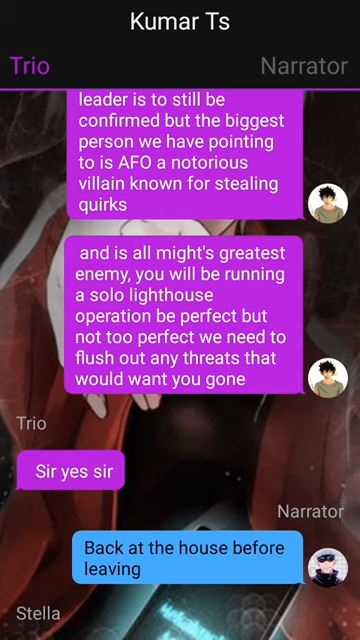 Kumar Ts
Trio
Narrator
leader is to still be
confirmed but the biggest
person we have pointing
to is AFO a notorious
villain known for stealing
quirks
and is all might's greatest
enemy, you will be running
a solo lighthouse
operation be perfect but
not too perfect we need to
flush out any threats that
would want you gone
Trio
Sir yes sir
Narrator
Back at the house before
leaving
Stella